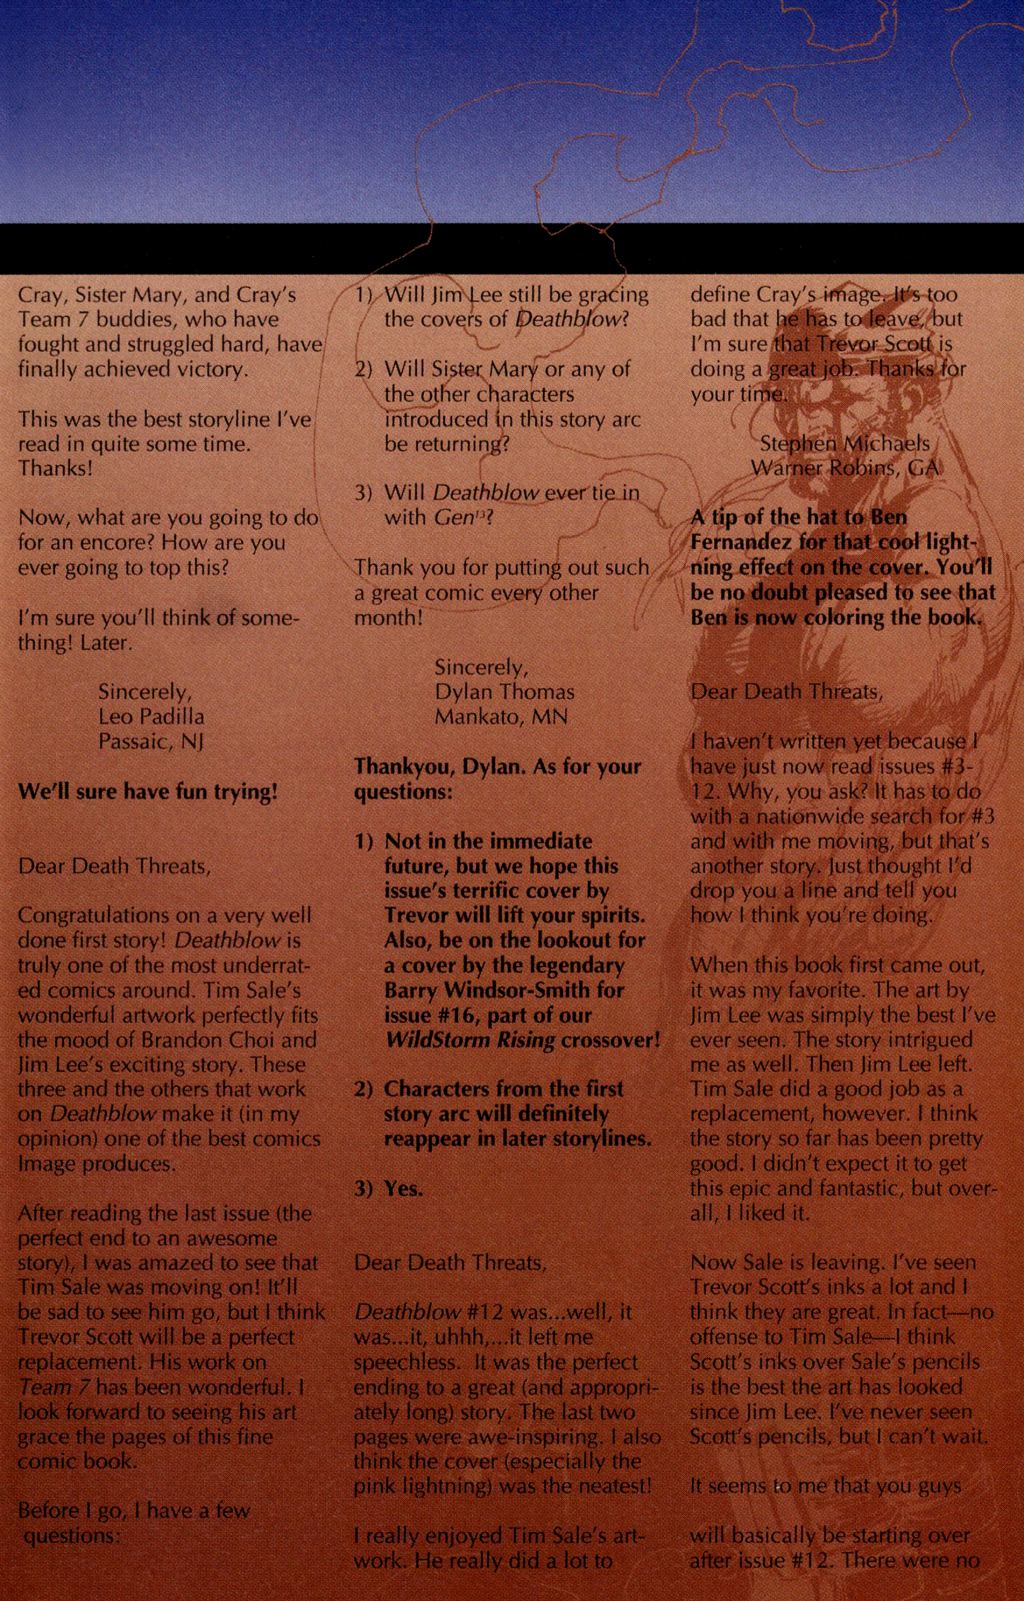 Cray, Sister Mary, and Cray's
Team 7 buddies, who have
fought and struggled hard, have
finally achieved victory.
This was the best storyline I've
read in quite some time.
Thanks!
Now, what are you going to do
for an encore? How are you
ever going to top this?
I'm sure you'll think of some-
thing! Later.
Sincerely,
Leo Padilla
Passaic, NJ
We'll sure have fun trying!
Dear Death Threats,
Congratulations on a very well
done first story! Deathblow is
truly one of the most underrat-
ed comics around. Tim Sale's
wonderful artwork perfectly fits
the mood of Brandon Choi and
Jim Lee's exciting story. These
three and the others that work
on Deathblow make it (in my
opinion) one of the best comics
Image produces.
After reading the last issue (the
perfect end to an awesome
story), I was amazed to see that
Tim Sale was moving on! It'll
be sad to see him go, but I think
Trevor Scott will be a perfect
replacement. His work on
Team 7 has been wonderful. I
look forward to seeing his art
grace the pages of this fine
comic book.
Before I go, I have a few
questions:
1) Will Jim Lee still be gracing
the covers of Deathblow?
2) Will Sister Mary or any of
the other characters
introduced in this story arc
be returning?
3) Will Deathblow ever tie in
with Gen¹³?
Thank you for putting out such
a great comic every other
month!
Sincerely,
Dylan Thomas
Mankato, MN
Thankyou, Dylan. As for your
questions:
1) Not in the immediate
future, but we hope this
issue's terrific cover by
Trevor will lift your spirits.
Also, be on the lookout for
a cover by the legendary
Barry Windsor-Smith for
issue #16, part of our
WildStorm Rising crossover!
2) Characters from the first
story arc will definitely
reappear in later storylines.
3) Yes.
Dear Death Threats,
Deathblow #12 was...well, it
was...it, uhhh,...it left me
speechless. It was the perfect
ending to a great (and appropri-
ately long) story. The last two
pages were awe-inspiring. I also
think the cover (especially the
pink lightning) was the neatest!
I really enjoyed Tim Sale's art-
work. He really did a lot to
define Cray's image. It's too
bad that he has to leave, but
I'm sure that Trevor Scott is
doing a great job. Thanks for
your time.
Stephen Michaels
Warner Robins, GA
A tip of the hat to Ben
Fernandez for that cool light-
ning effect on the cover. You'll
be no doubt pleased to see that
Ben is now coloring the book.
Dear Death Threats,
I haven't written yet because I
have just now read issues #3-
12. Why, you ask? It has to do
with a nationwide search for #3
and with me moving, but that's
another story. Just thought I'd
drop you a line and tell you
how I think you're doing.
When this book first came out,
it was my favorite. The art by
Jim Lee was simply the best I've
ever seen. The story intrigued
me as well. Then Jim Lee left.
Tim Sale did a good job as a
replacement, however. I think
the story so far has been pretty
good. I didn't expect it to get
this epic and fantastic, but over-
all, I liked it.
Now Sale is leaving. I've seen
Trevor Scott's inks a lot and I
think they are great. In fact—no
offense to Tim Sale—I think
Scott's inks over Sale's pencils
is the best the art has looked
since Jim Lee. I've never seen
Scott's pencils, but I can't wait.
It seems to me that you guys
will basically be starting over
after issue #12. There were no